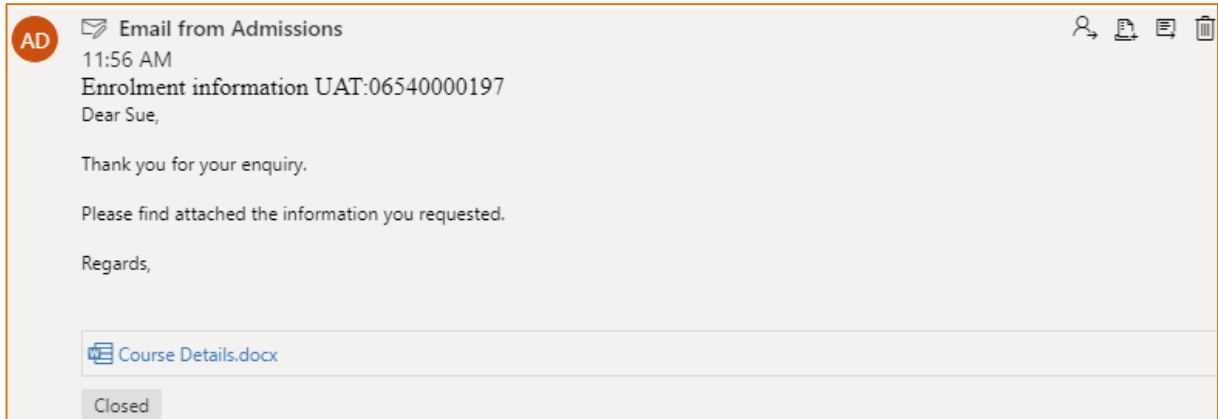 AD
Email from Admissions
11:56 AM
Enrolment information UAT:06540000197
Dear Sue,
Thank you for your enquiry.
Please find attached the information you requested.
Regards,
Course Details.docx
Closed